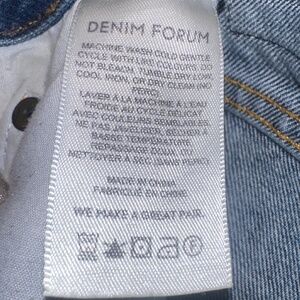 DENIM FORUM
MACHINE WASH COLD GENTLE
CYCLE WITH LIKE COLOURS. DO
NOT BLEACH. TUMBLE DRY LOW.
COOL IRON. DRY CLEAN (NO
PERC)
LAVER À LA MACHINE À L'EAU
FROIDE AU CYCLE DÉLICAT
AVEC COULEURS SEMBLABLES.
NE PAS JAVELISER. SÉCHER À
BASSE TEMPÉRATURE.
REPASSAGE DOUX.
NETTOYER À SEC (SANS PERC)
MADE IN CHINA
FABRIQUÉ EN CHINE
WE MAKE A GREAT PAIR.